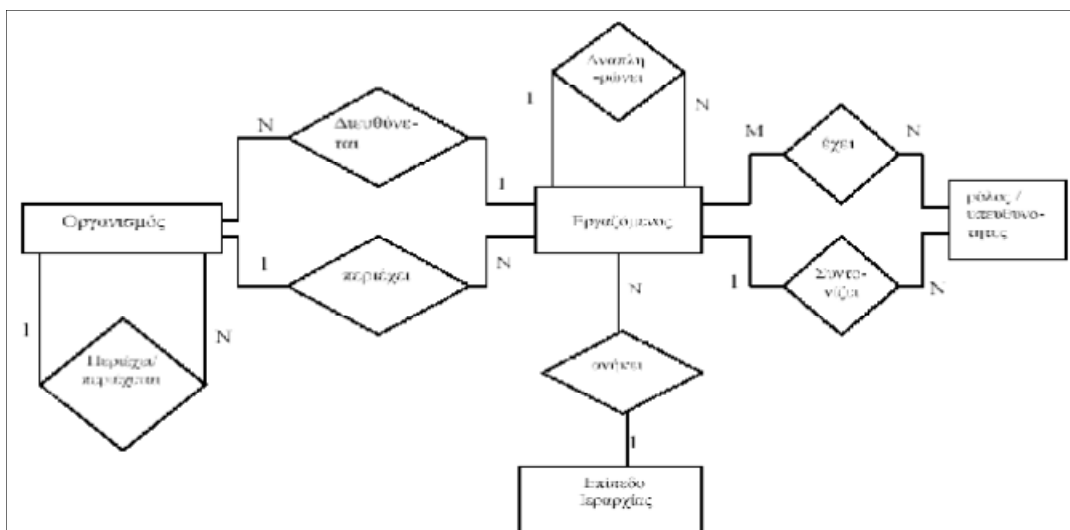 Αναπλη
-ρώνει
1
N
N
Διευθύνε-
ται
1
M
έχει
N
Οργανισμός
Εργαζόμενος
ρόλος /
υπευθυνο-
τητες
1
περιέχει
N
1
Συντο-
νίζει
N
1
N
Περιέχει/
περιέχεται
N
ανήκει
1
Επίπεδο
Ιεραρχίας